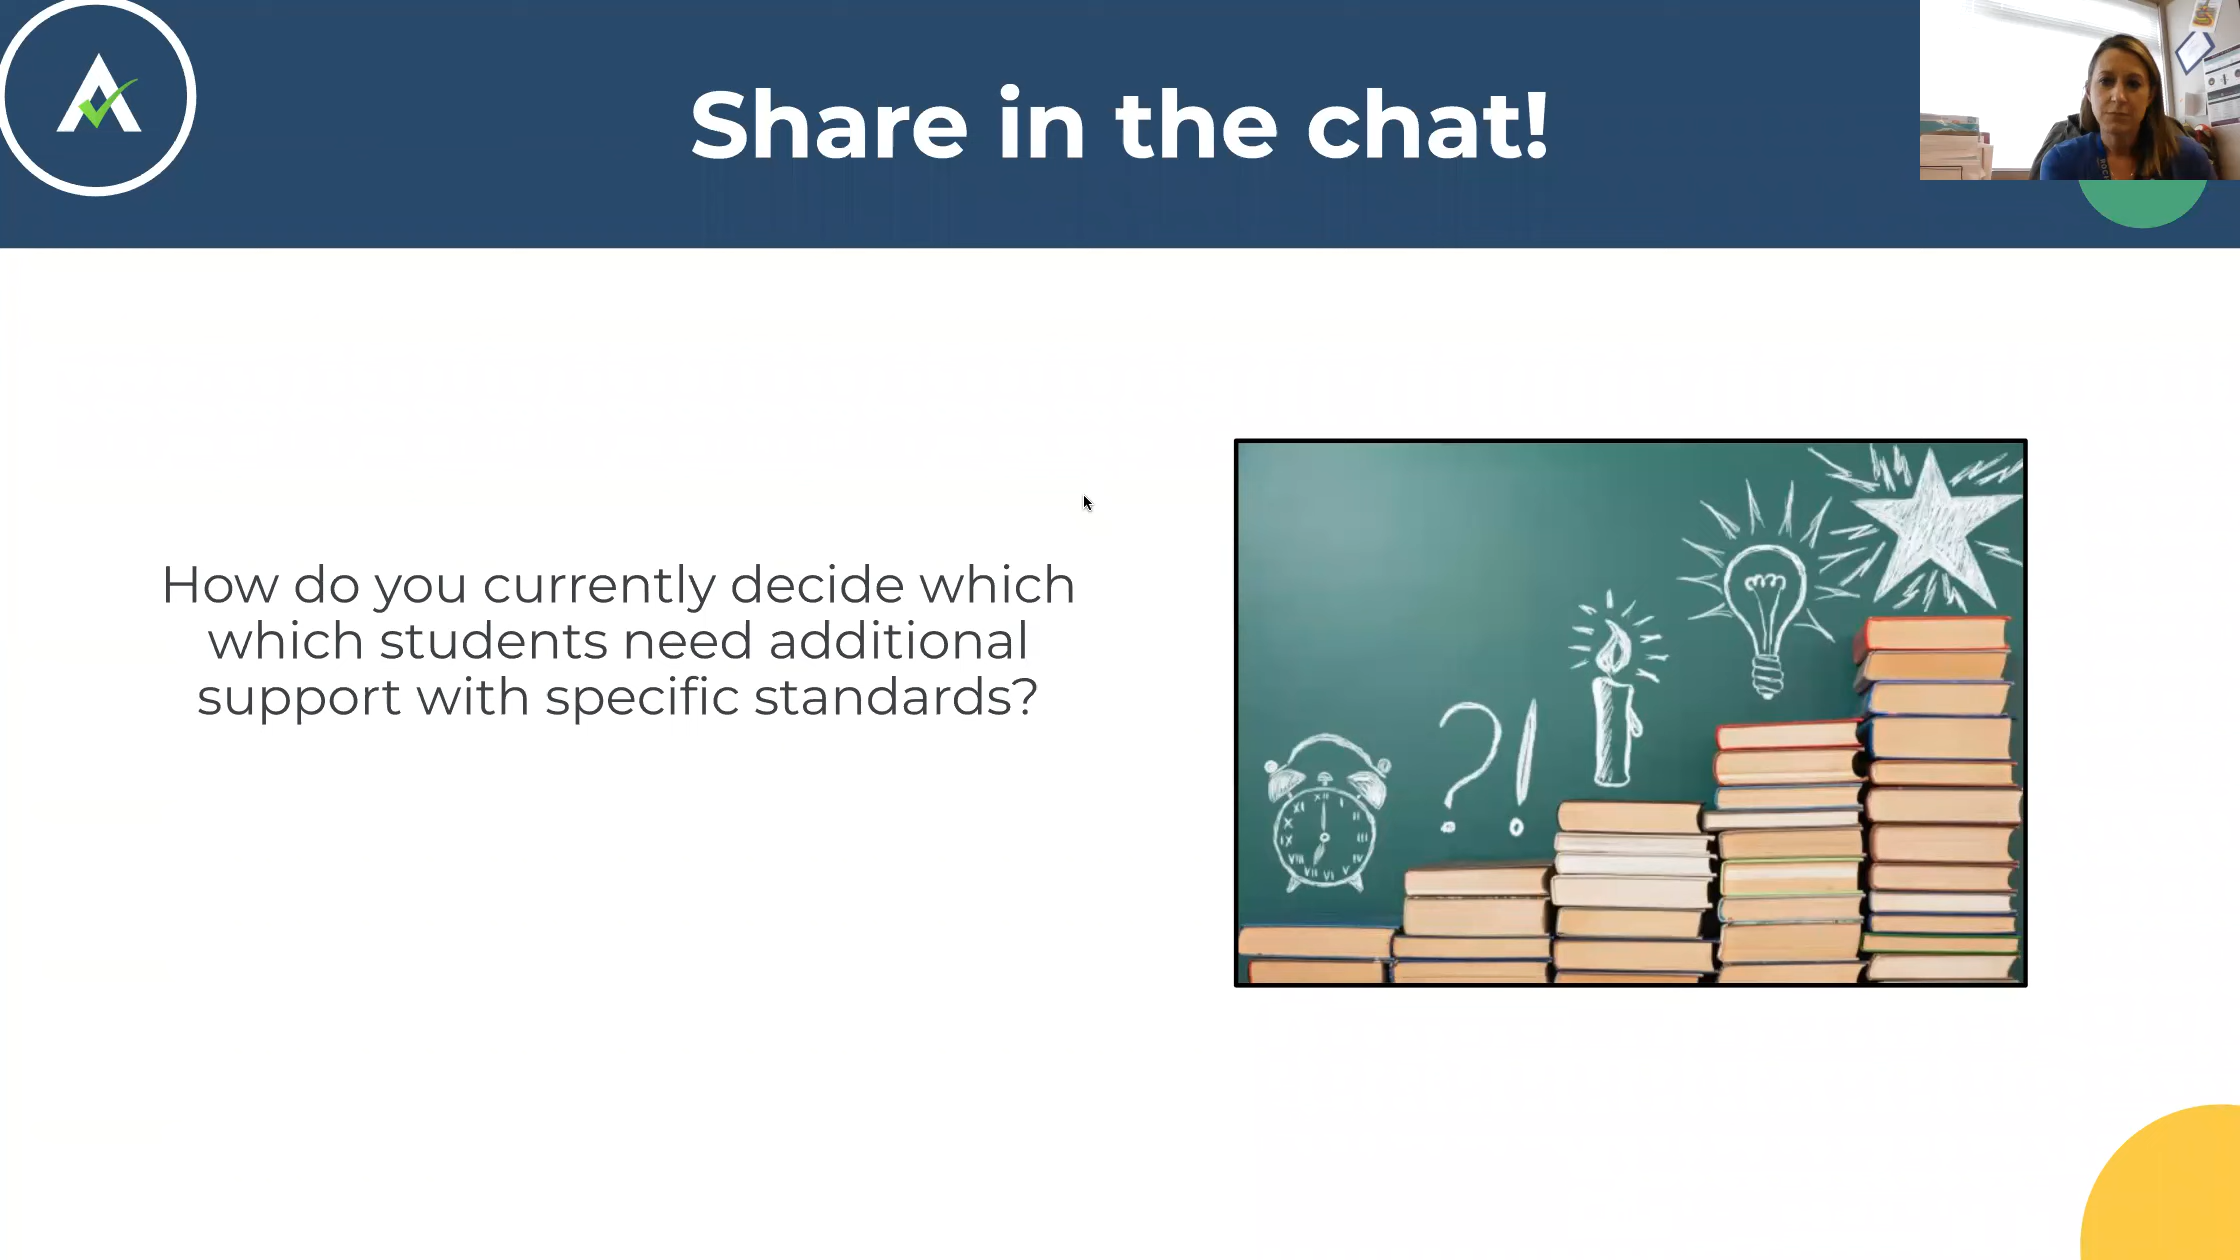 Share in the chat!
How do you currently decide which
which students need additional
support with specific standards?
?!